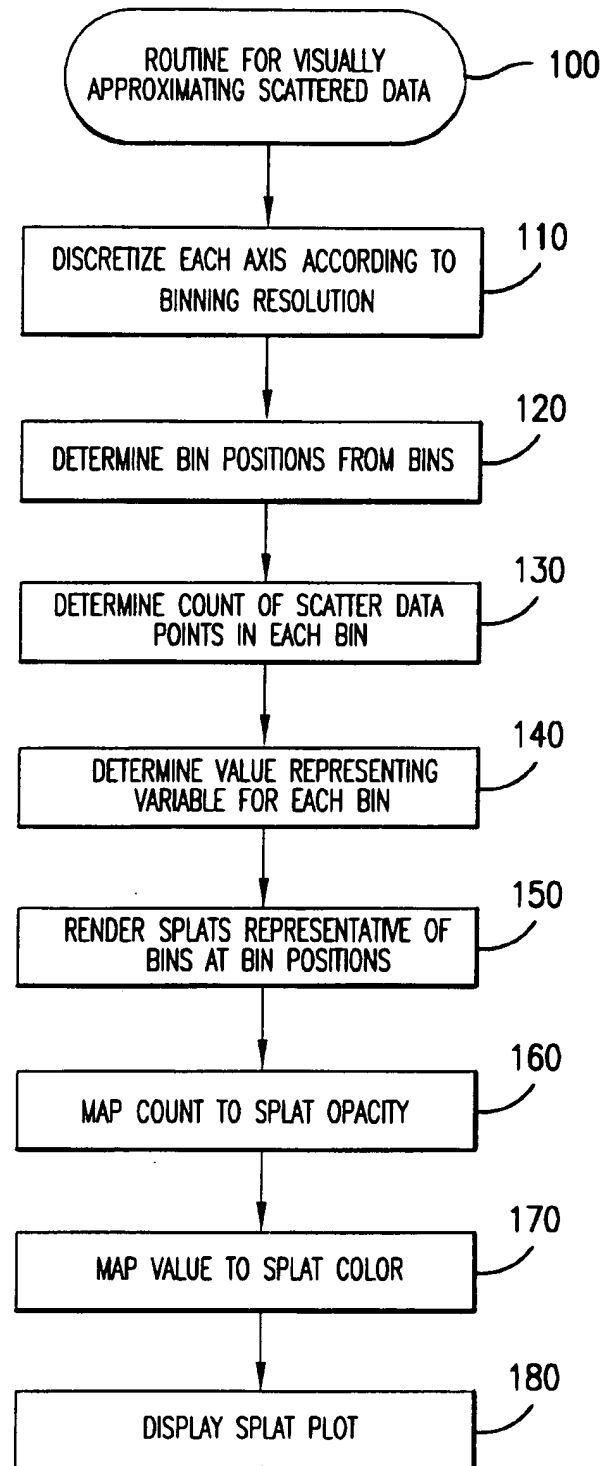 ROUTINE FOR VISUALLY
APPROXIMATING SCATTERED DATA
100
DISCRETIZE EACH AXIS ACCORDING TO
BINNING RESOLUTION
110
DETERMINE BIN POSITIONS FROM BINS
120
DETERMINE COUNT OF SCATTER DATA
POINTS IN EACH BIN
130
DETERMINE VALUE REPRESENTING
VARIABLE FOR EACH BIN
140
RENDER SPLATS REPRESENTATIVE OF
BINS AT BIN POSITIONS
150
MAP COUNT TO SPLAT OPACITY
160
MAP VALUE TO SPLAT COLOR
170
DISPLAY SPLAT PLOT
180